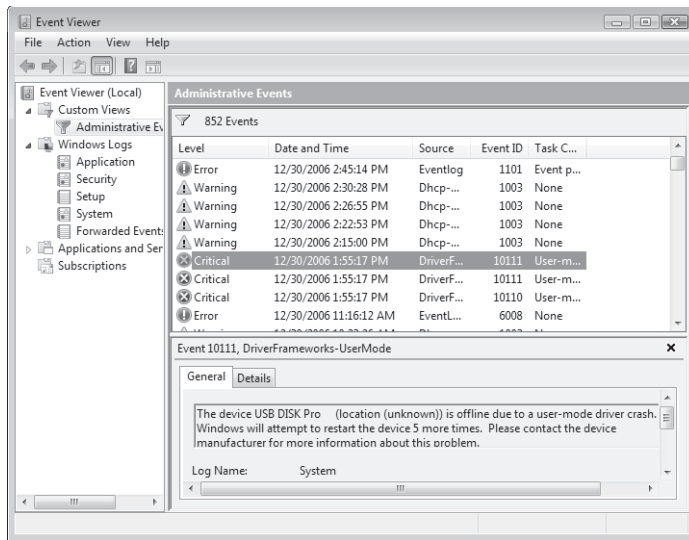 Event Viewer
File Action View Help
Event Viewer (Local)
Custom Views
Administrative Ev
Windows Logs
Application
Security
Setup
System
Forwarded Events
Applications and Ser
Subscriptions
Administrative Events
852 Events
Level Date and Time Source Event ID Task C...
Error 12/30/2006 2:45:14 PM Eventlog 1101 Event p...
Warning 12/30/2006 2:30:28 PM Dhcp-... 1003 None
Warning 12/30/2006 2:26:55 PM Dhcp-... 1003 None
Warning 12/30/2006 2:22:53 PM Dhcp-... 1003 None
Warning 12/30/2006 2:15:00 PM Dhcp-... 1003 None
Critical 12/30/2006 1:55:17 PM DriverF... 10111 User-m...
Critical 12/30/2006 1:55:17 PM DriverF... 10111 User-m...
Critical 12/30/2006 1:55:17 PM DriverF... 10110 User-m...
Error 12/30/2006 11:16:12 AM EventL... 6008 None
Event 10111, DriverFrameworks-UserMode
General Details
The device USB DISK Pro (location (unknown)) is offline due to a user-mode driver crash.
Windows will attempt to restart the device 5 more times. Please contact the device
manufacturer for more information about this problem.
Log Name: System